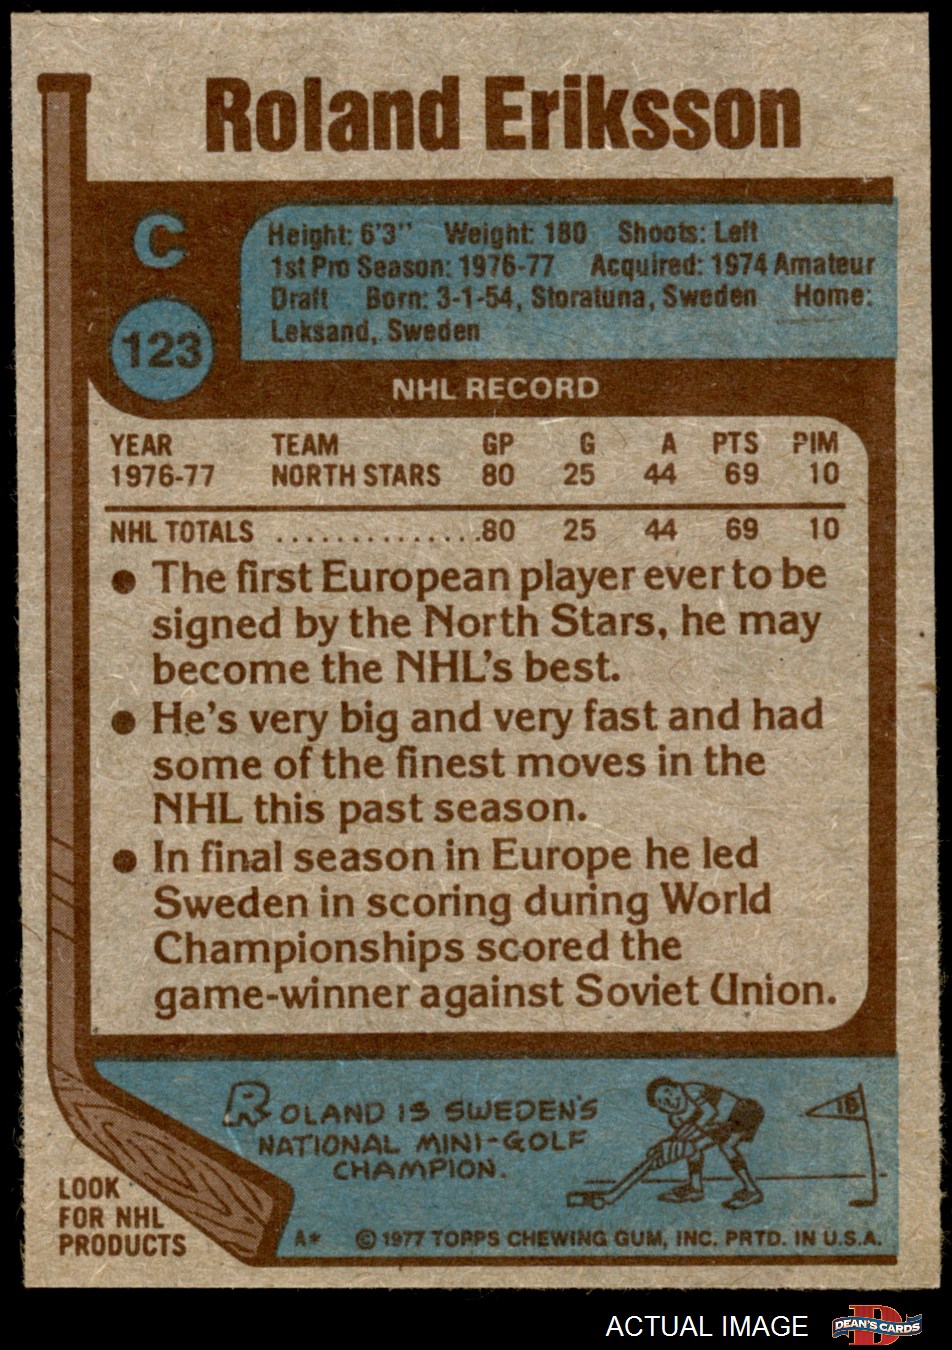 Roland Eriksson
C
123
Height: 6'3" Weight: 180 Shoots: Left
1st Pro Season: 1976-77 Acquired: 1974 Amateur
Draft Born: 3-1-54, Storatuna, Sweden Home:
Leksand, Sweden
NHL RECORD
YEAR TEAM GP G A PTS PIM
1976-77 NORTH STARS 80 25 44 69 10
NHL TOTALS ...............80 25 44 69 10
• The first European player ever to be
signed by the North Stars, he may
become the NHL's best.
• He's very big and very fast and had
some of the finest moves in the
NHL this past season.
• In final season in Europe he led
Sweden in scoring during World
Championships scored the
game-winner against Soviet Union.
ROLAND IS SWEDEN'S
NATIONAL MINI-GOLF
CHAMPION.
18
LOOK
FOR NHL
PRODUCTS
A* © 1977 TOPPS CHEWING GUM, INC. PRTD. IN U.S.A.
ACTUAL IMAGE
D
DEAN'S CARDS